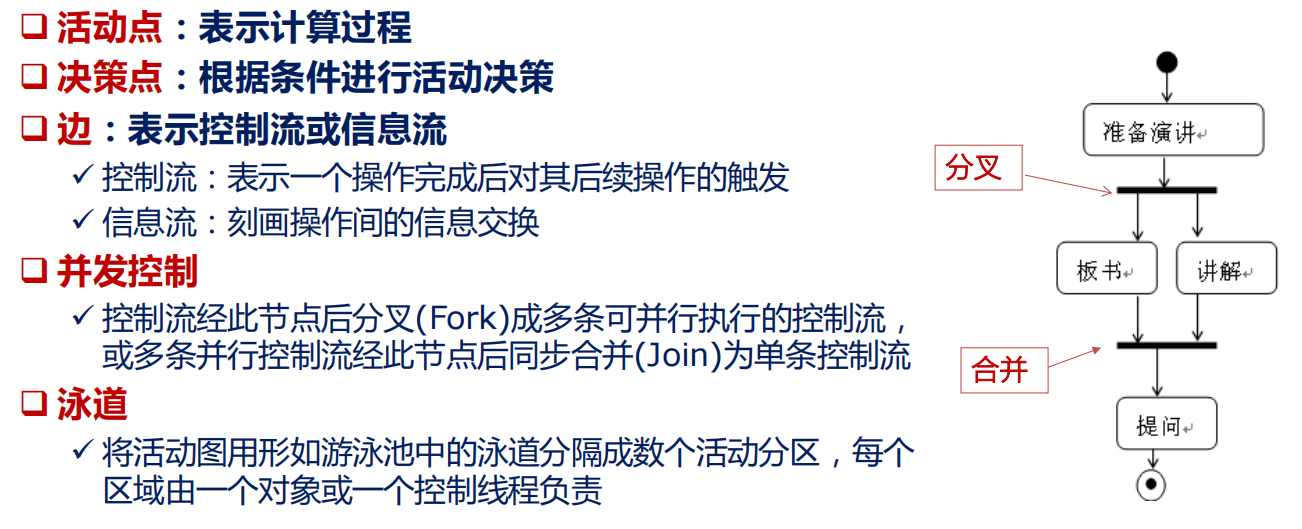 活动点：表示计算过程
决策点：根据条件进行活动决策
边：表示控制流或信息流
控制流：表示一个操作完成后对其后续操作的触发
信息流：刻画操作间的信息交换
并发控制
控制流经此节点后分叉(Fork)成多条可并行执行的控制流，
或多条并行控制流经此节点后同步合并(Join)为单条控制流
泳道
将活动图用形如游泳池中的泳道分隔成数个活动分区，每个
区域由一个对象或一个控制线程负责
准备演讲
分叉
板书
讲解
合并
提问